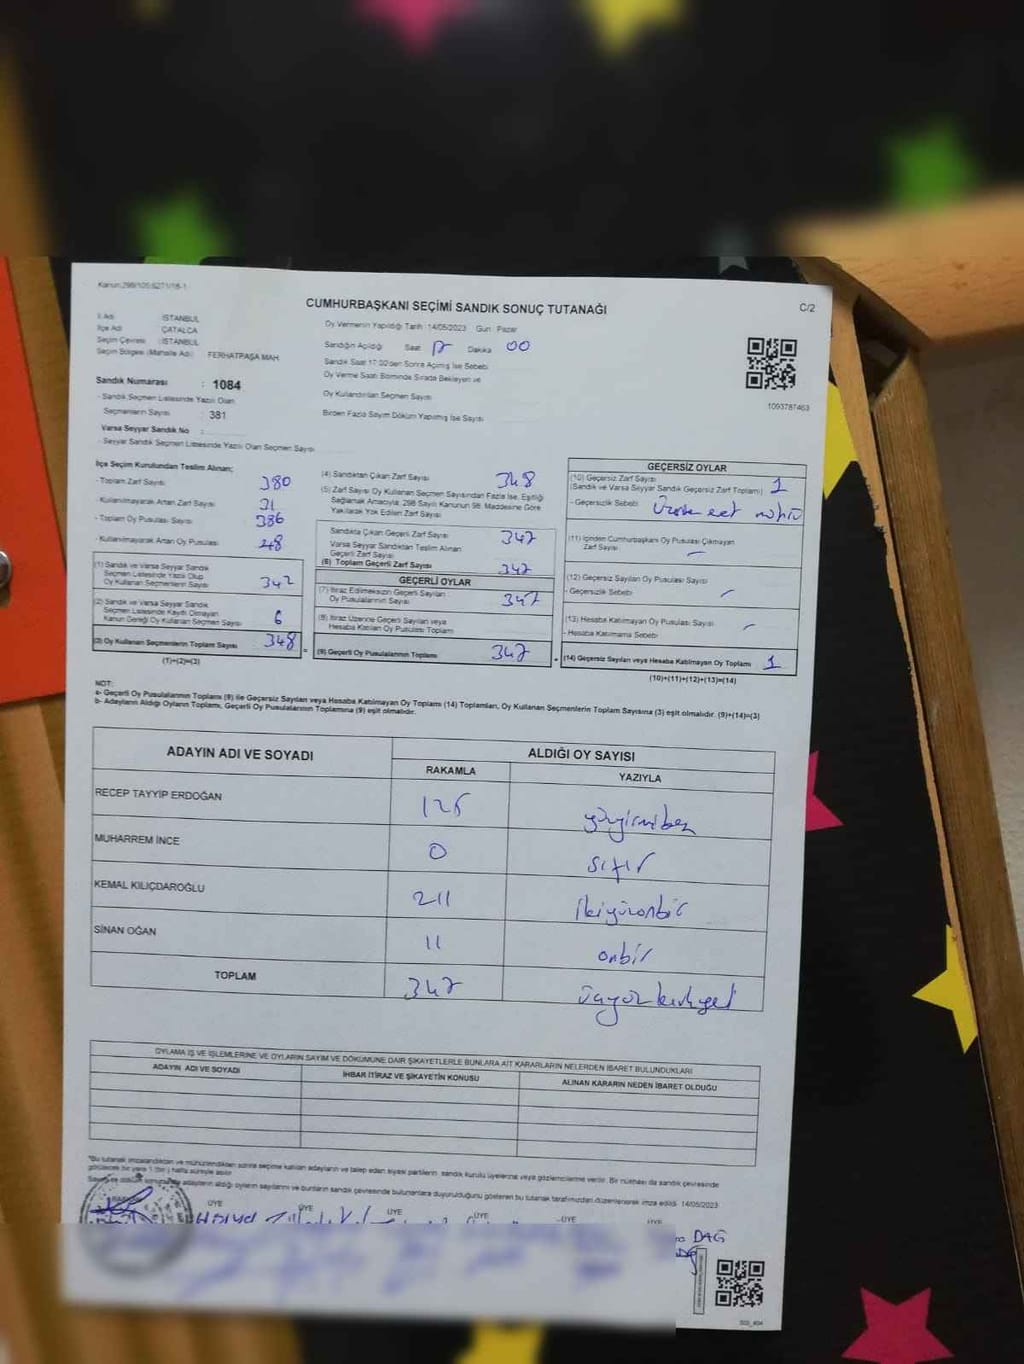 Kanun:298/105;6271/16-1
CUMHURBAŞKANI SEÇİMİ SANDIK SONUÇ TUTANAĞI
C/2
İl Adı : İSTANBUL
İlçe Adı : ÇATALCA
Seçim Çevresi : İSTANBUL
Seçim Bölgesi (Mahalle Adı) : FERHATPAŞA MAH
Oy Vermenin Yapıldığı Tarih :14/05/2023 Gün : Pazar
Sandığın Açıldığı Saat 17 Dakika 00
Sandık Saat 17:00'den Sonra Açılmış İse Sebebi
Oy Verme Saati Bitiminde Sırada Bekleyen ve
Oy Kullandırılan Seçmen Sayısı
Birden Fazla Sayım Döküm Yapılmış İse Sayısı
1093787463
Sandık Numarası : 1084
- Sandık Seçmen Listesinde Yazılı Olan
Seçmenlerin Sayısı : 381
Varsa Seyyar Sandık No :
- Seyyar Sandık Seçmen Listesinde Yazılı Olan Seçmen Sayısı
İlçe Seçim Kurulundan Teslim Alınan;
- Toplam Zarf Sayısı 380
- Kullanılmayarak Artan Zarf Sayısı 31
- Toplam Oy Pusulası Sayısı 386
- Kullanılmayarak Artan Oy Pusulası
(1) Sandık ve Varsa Seyyar Sandık
Seçmen Listesinde Yazılı Olup
Oy Kullanan Seçmenlerin Sayısı 342
(2) Sandık ve Varsa Seyyar Sandık
Seçmen Listesinde Kayıtlı Olmayan
Kanun Gereği Oy Kullanan Seçmen Sayısı 6
(3) Oy Kullanan Seçmenlerin Toplam Sayısı 348
(1)+(2)=(3)
(4) Sandıktan Çıkan Zarf Sayısı 348
(5) Zarf Sayısı Oy Kullanan Seçmen Sayısından Fazla İse, Eşitliği
Sağlamak Amacıyla; 298 Sayılı Kanunun 98. Maddesine Göre
Yakılarak Yok Edilen Zarf Sayısı
Sandıkta Çıkan Geçerli Zarf Sayısı 347
Varsa Seyyar Sandıktan Teslim Alınan
Geçerli Zarf Sayısı
(6) Toplam Geçerli Zarf Sayısı 347
GEÇERLİ OYLAR
(7) İtiraz Edilmeksizin Geçerli Sayılan
Oy Pusulalarının Sayısı 347
(8) İtiraz Üzerine Geçerli Sayılan veya
Hesaba Katılan Oy Pusulası Toplamı
(9) Geçerli Oy Pusulalarının Toplamı 347
GEÇERSİZ OYLAR
(10) Geçersiz Zarf Sayısı
(Sandık ve Varsa Seyyar Sandık Geçersiz Zarf Toplamı) 1
- Geçersizlik Sebebi
(11) İçinden Cumhurbaşkanı Oy Pusulası Çıkmayan
Zarf Sayısı -
(12) Geçersiz Sayılan Oy Pusulası Sayısı
- Geçersizlik Sebebi -
(13) Hesaba Katılmayan Oy Pusulası Sayısı -
- Hesaba Katılmama Sebebi
(14) Geçersiz Sayılan veya Hesaba Katılmayan Oy Toplamı 1
(10)+(11)+(12)+(13)=(14)
NOT:
a- Geçerli Oy Pusulalarının Toplamı (9) ile Geçersiz Sayılan veya Hesaba Katılmayan Oy Toplamı (14) Toplamları, Oy Kullanan Seçmenlerin Toplam Sayısına (3) eşit olmalıdır. (9)+(14)=(3)
b- Adayların Aldığı Oyların Toplamı, Geçerli Oy Pusulalarının Toplamına (9) eşit olmalıdır.
ADAYIN ADI VE SOYADI ALDIĞI OY SAYISI
RAKAMLA YAZIYLA
RECEP TAYYİP ERDOĞAN 125 yüzyirmibeş
MUHARREM İNCE 0 sıfır
KEMAL KILIÇDAROĞLU 211 ikiyüzonbir
SİNAN OĞAN 11 onbir
TOPLAM 347 üçyüzkırkyedi
OYLAMA İŞ VE İŞLEMLERİNE VE OYLARIN SAYIM VE DÖKÜMÜNE DAİR ŞİKAYETLERLE BUNLARA AİT KARARLARIN NELERDEN İBARET BULUNDUKLARI
ADAYIN ADI VE SOYADI İHBAR İTİRAZ VE ŞİKAYETİN KONUSU ALINAN KARARIN NEDEN İBARET OLDUĞU
*Bu tutanak imzalandıktan ve mühürlendikten sonra seçime katılan adayların ve talep eden siyasi partilerin sandık kurulu üyelerine veya gözlemcilerine verilir. Bir nüshası da sandık çevresinde
görülecek bir yere 1 (bir) hafta süreyle asılır.
adayların aldığı oyların sayılarını ve bunların sandık çevresinde bulunanlara duyurulduğunu gösteren bu tutanak tarafımızdan düzenlenerek imza edildi. 14/05/2023
BAŞKAN ÜYE ÜYE ÜYE ÜYE ÜYE ÜYE
DAĞ